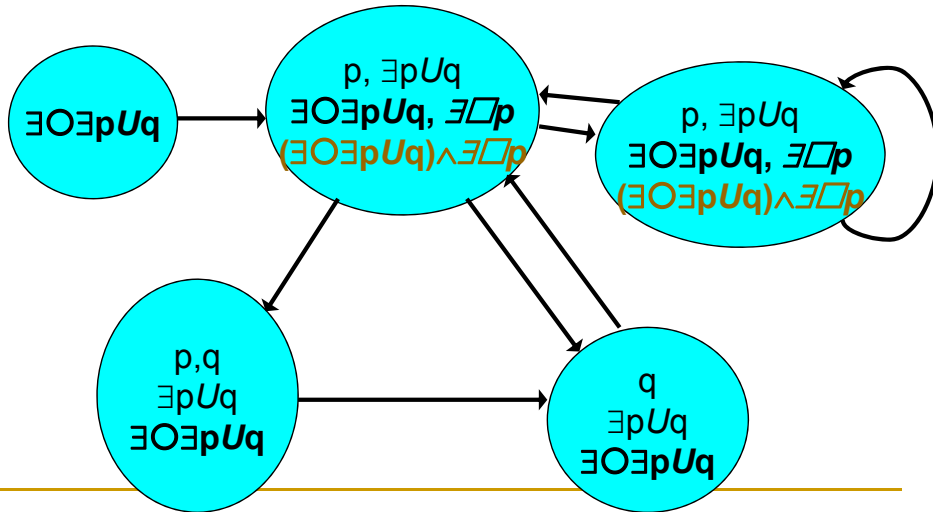 ∃○∃pUq
p, ∃pUq
∃○∃pUq, ∃□p
(∃○∃pUq)∧∃□p
p, ∃pUq
∃○∃pUq, ∃□p
(∃○∃pUq)∧∃□p
p,q
∃pUq
∃○∃pUq
q
∃pUq
∃○∃pUq